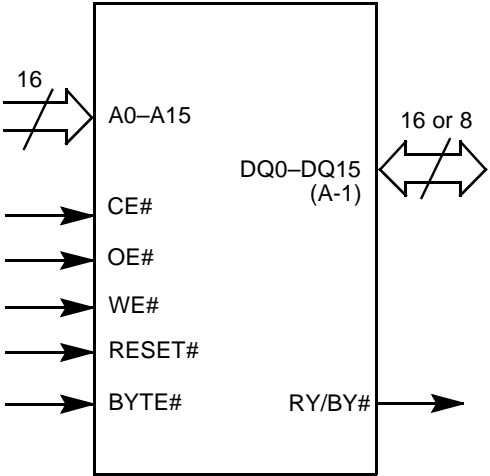 16
A0–A15
16 or 8
DQ0–DQ15
(A-1)
CE#
OE#
WE#
RESET#
BYTE#
RY/BY#